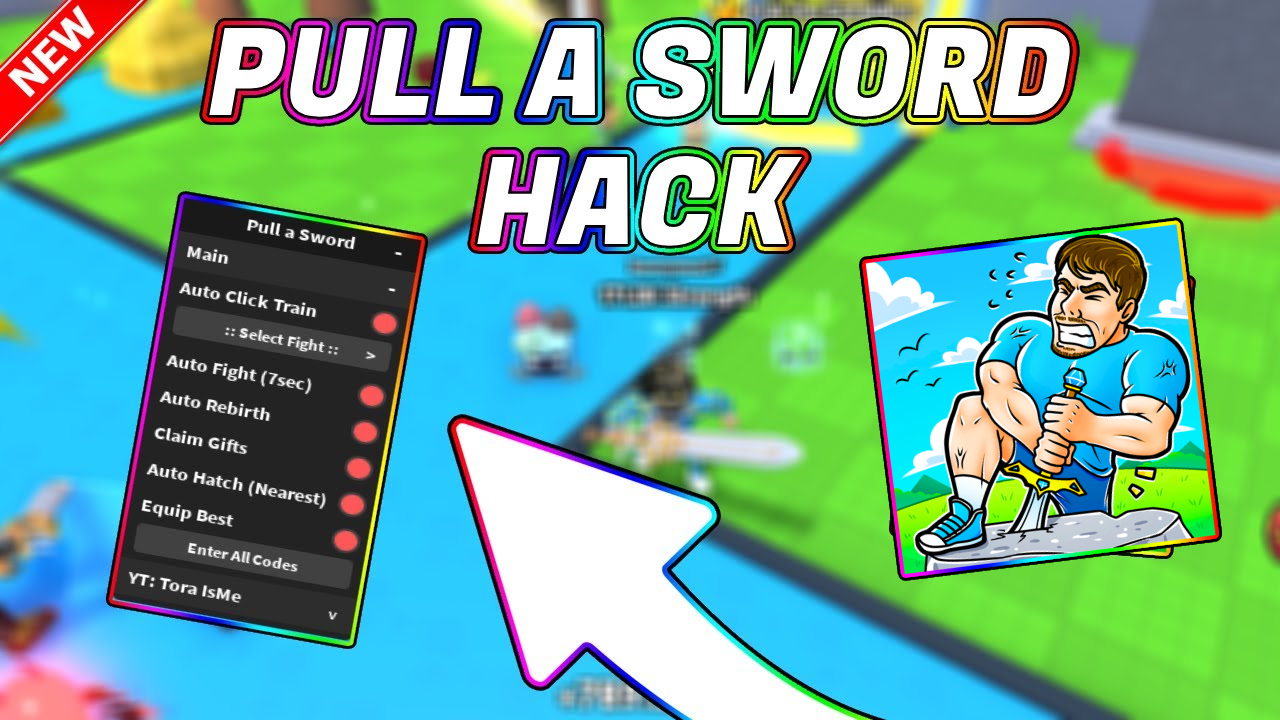 NEW
PULL A SWORD
HACK
Pull a Sword -
Main -
Auto Click Train
:: Select Fight :: >
Auto Fight (7sec)
Auto Rebirth
Claim Gifts
Auto Hatch (Nearest)
Equip Best
Enter All Codes
YT: Tora IsMe v